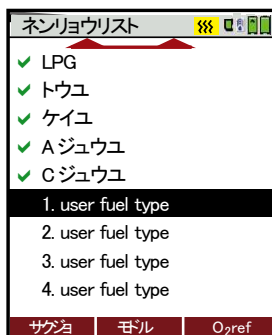 ネンリョウリスト
LPG
トウユ
ケイユ
A ジュウユ
C ジュウユ
1. user fuel type
2. user fuel type
3. user fuel type
4. user fuel type
サクジョ モドル O₂ref